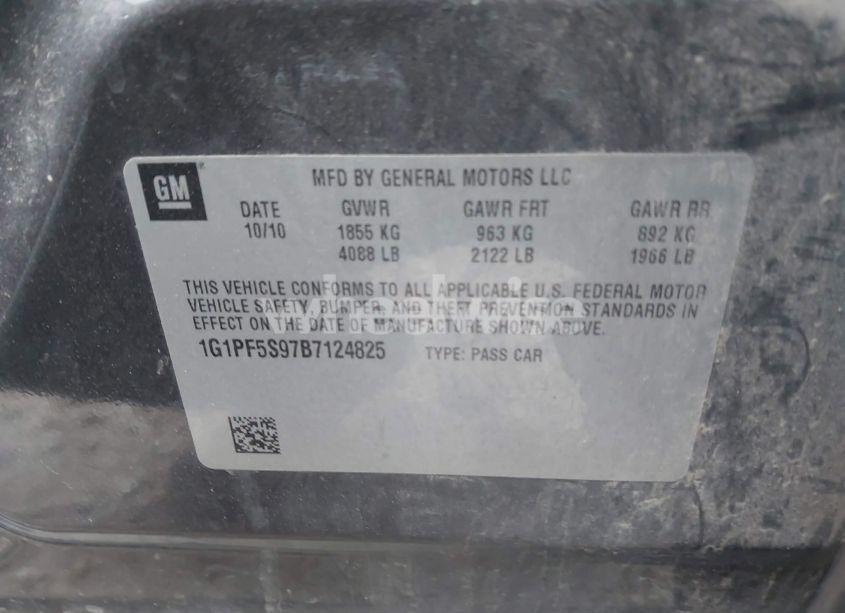 GM
MFD BY GENERAL MOTORS LLC
DATE GVWR GAWR FRT GAWR RR
10/10 1855 KG 963 KG 892 KG
4088 LB 2122 LB 1966 LB
THIS VEHICLE CONFORMS TO ALL APPLICABLE U.S. FEDERAL MOTOR
VEHICLE SAFETY, BUMPER, AND THEFT PREVENTION STANDARDS IN
EFFECT ON THE DATE OF MANUFACTURE SHOWN ABOVE.
1G1PF5S97B7124825 TYPE: PASS CAR